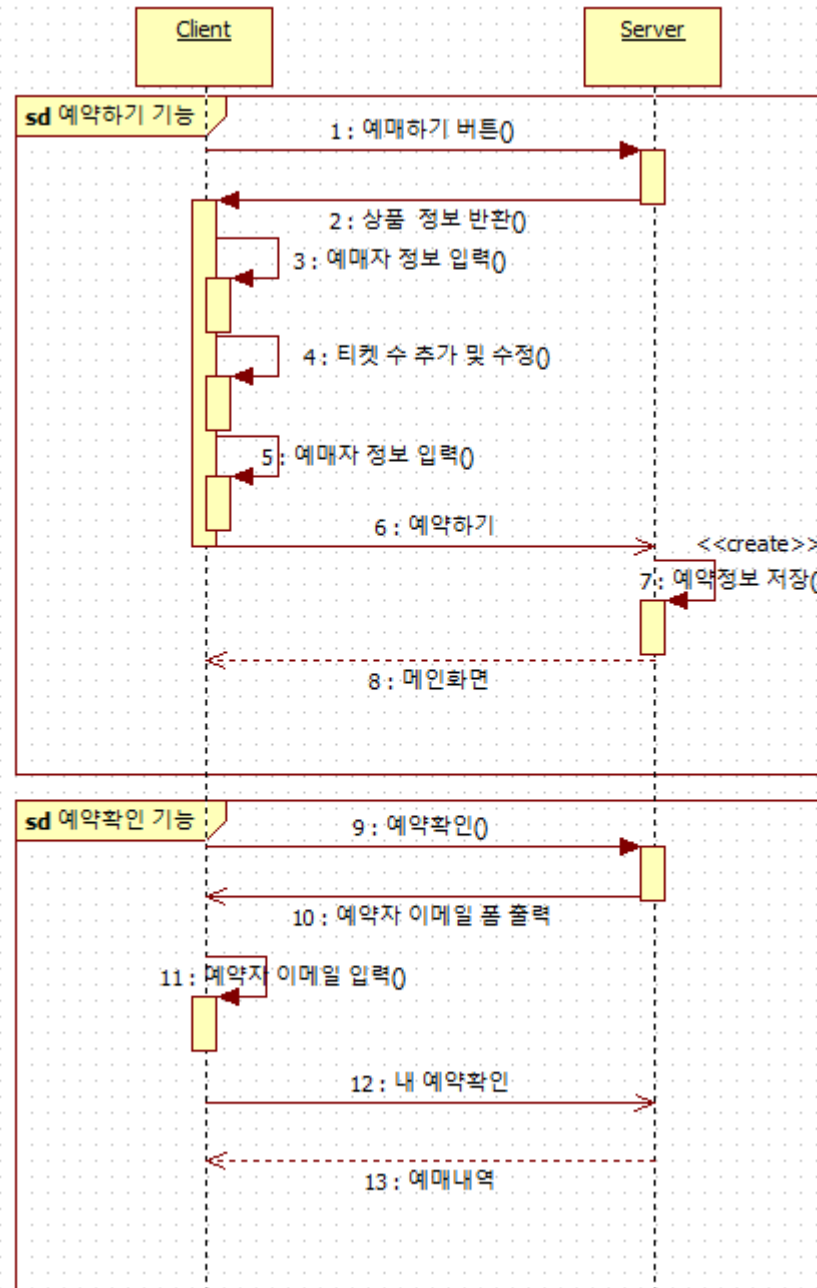 Client
Server
sd 예약하기 기능
1 : 예매하기 버튼()
2 : 상품 정보 반환()
3 : 예매자 정보 입력()
4 : 티켓 수 추가 및 수정()
5 : 예매자 정보 입력()
6 : 예약하기
<<create>>
7 : 예약정보 저장(
8 : 메인화면
sd 예약확인 기능
9 : 예약확인()
10 : 예약자 이메일 폼 출력
11 : 예약자 이메일 입력()
12 : 내 예약확인
13 : 예매내역